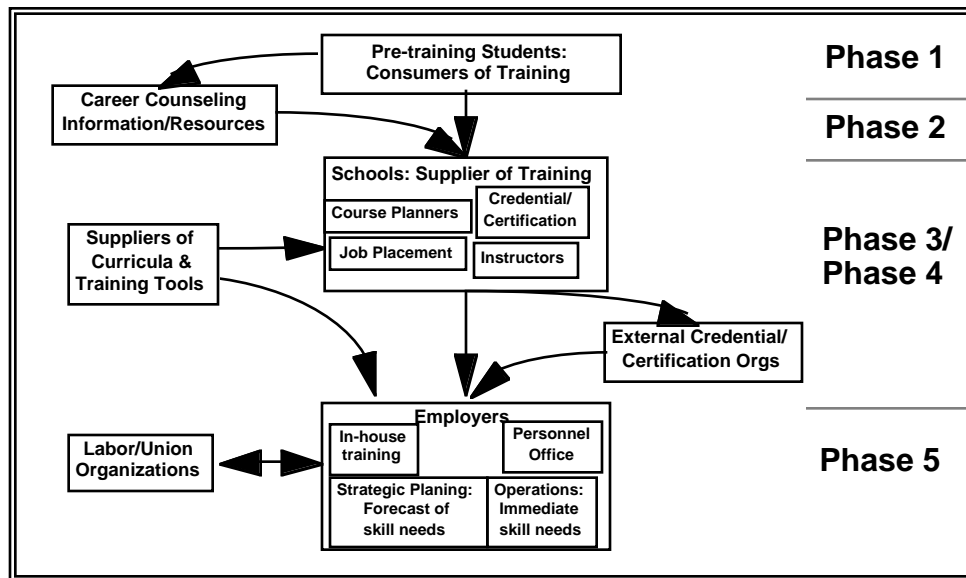 Pre-training Students:
Consumers of Training
Phase 1
Career Counseling
Information/Resources
Phase 2
Schools: Supplier of Training
Course Planners
Credential/
Certification
Job Placement
Instructors
Suppliers of
Curricula &
Training Tools
Phase 3/
Phase 4
External Credential/
Certification Orgs
Employers
In-house
training
Personnel
Office
Labor/Union
Organizations
Strategic Planing:
Forecast of
skill needs
Operations:
Immediate
skill needs
Phase 5